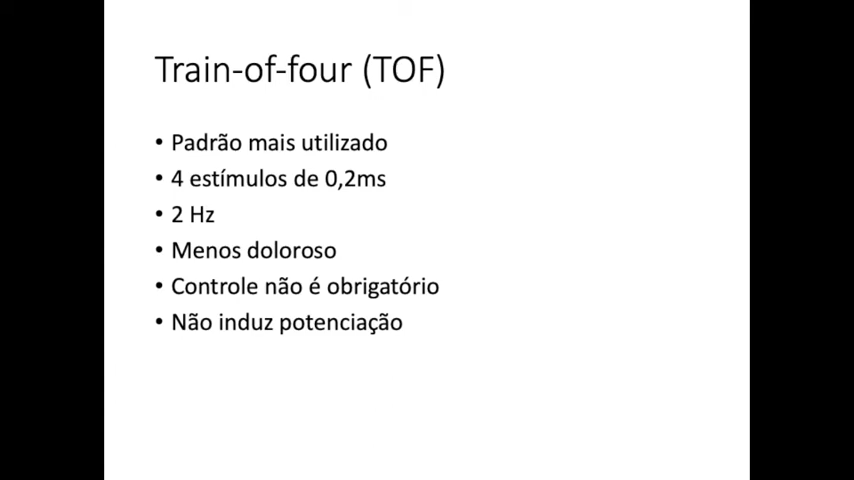 Train-of-four (TOF)
• Padrão mais utilizado
• 4 estímulos de 0,2ms
• 2 Hz
• Menos doloroso
• Controle não é obrigatório
• Não induz potenciação